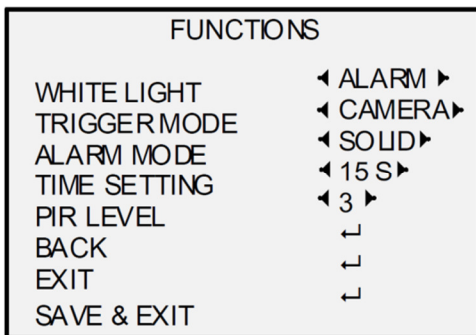 FUNCTIONS
WHITE LIGHT ◀ ALARM ▶
TRIGGER MODE ◀ CAMERA ▶
ALARM MODE ◀ SOLID ▶
TIME SETTING ◀ 15 S ▶
PIR LEVEL ◀ 3 ▶
BACK ↵
EXIT ↵
SAVE & EXIT ↵